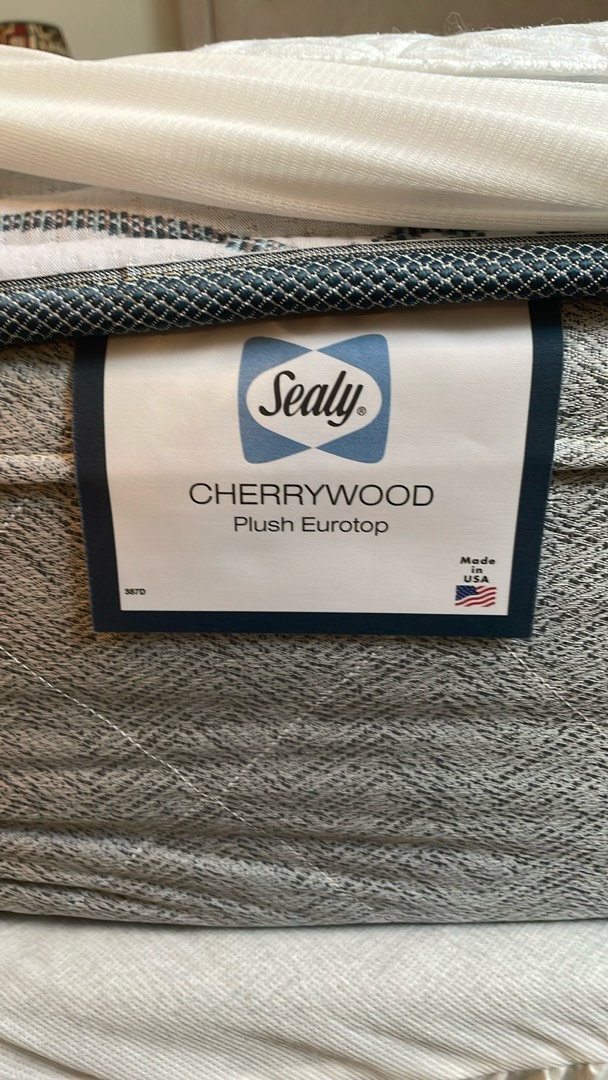 Sealy®
CHERRYWOOD
Plush Eurotop
Made
in
USA
387D